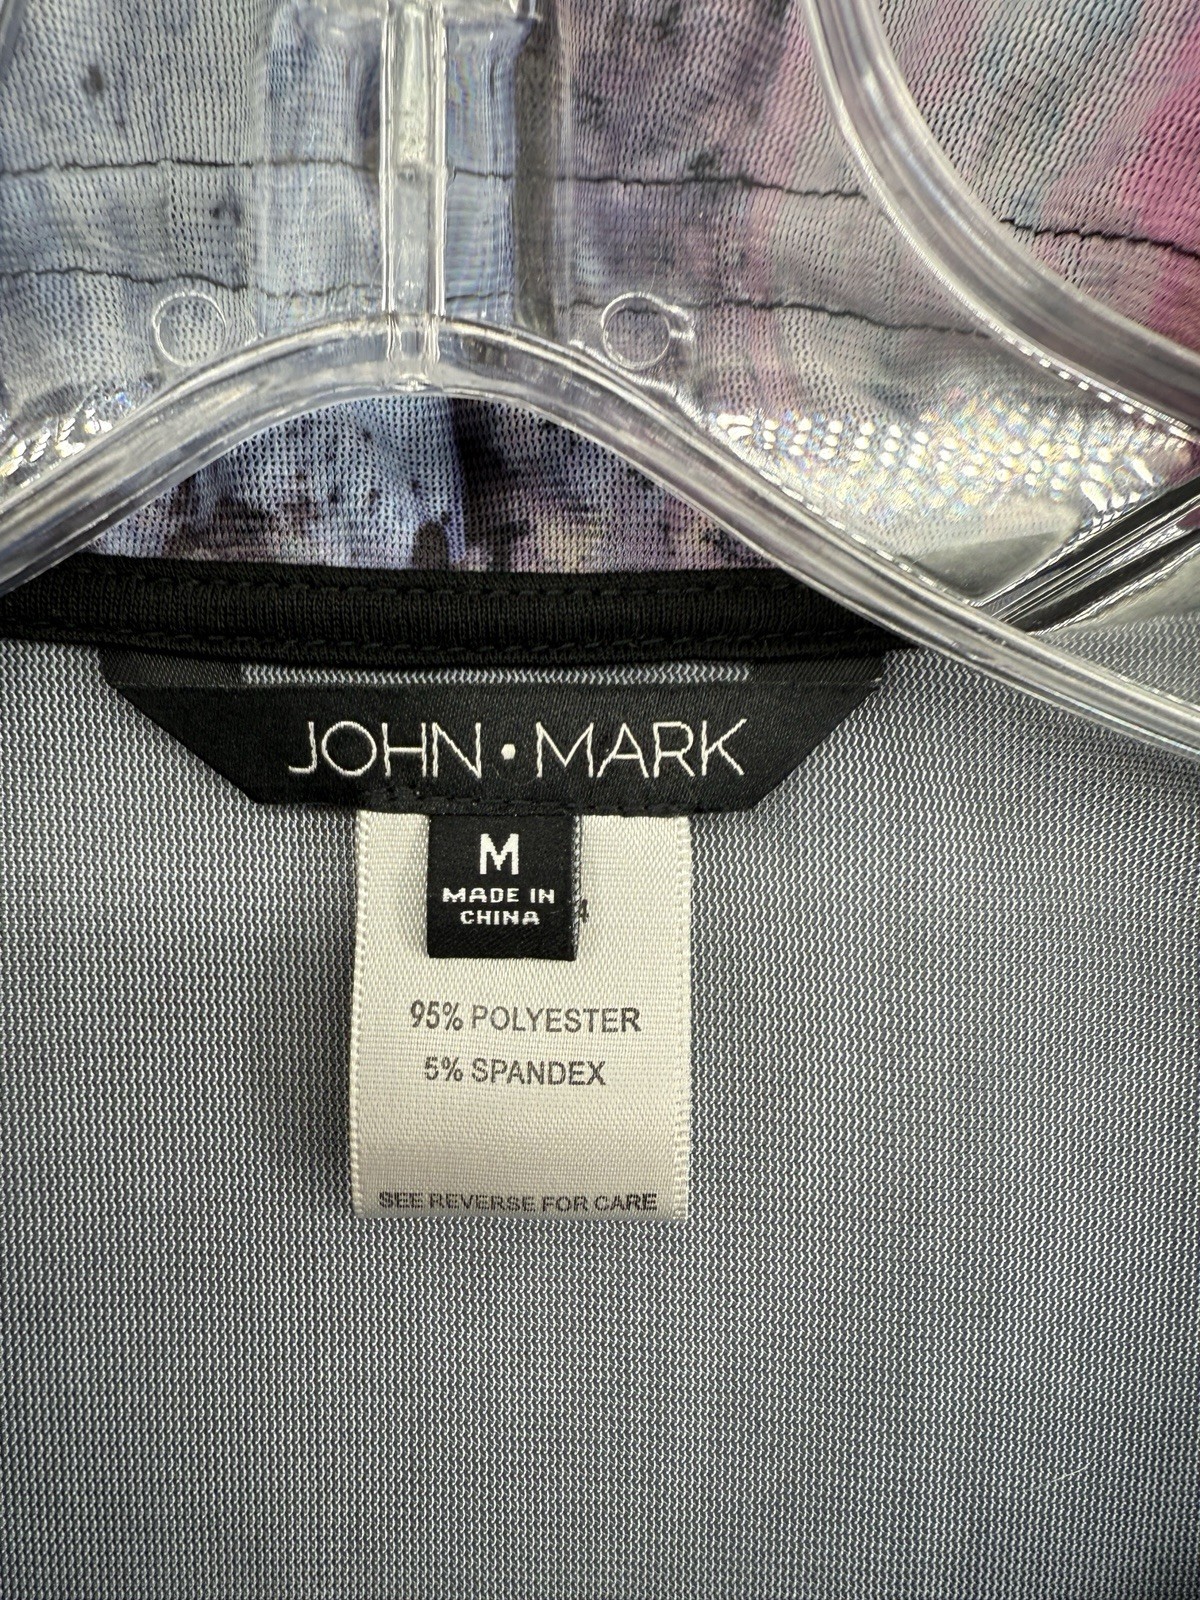 JOHN • MARK
M
MADE IN
CHINA
95% POLYESTER
5% SPANDEX
SEE REVERSE FOR CARE